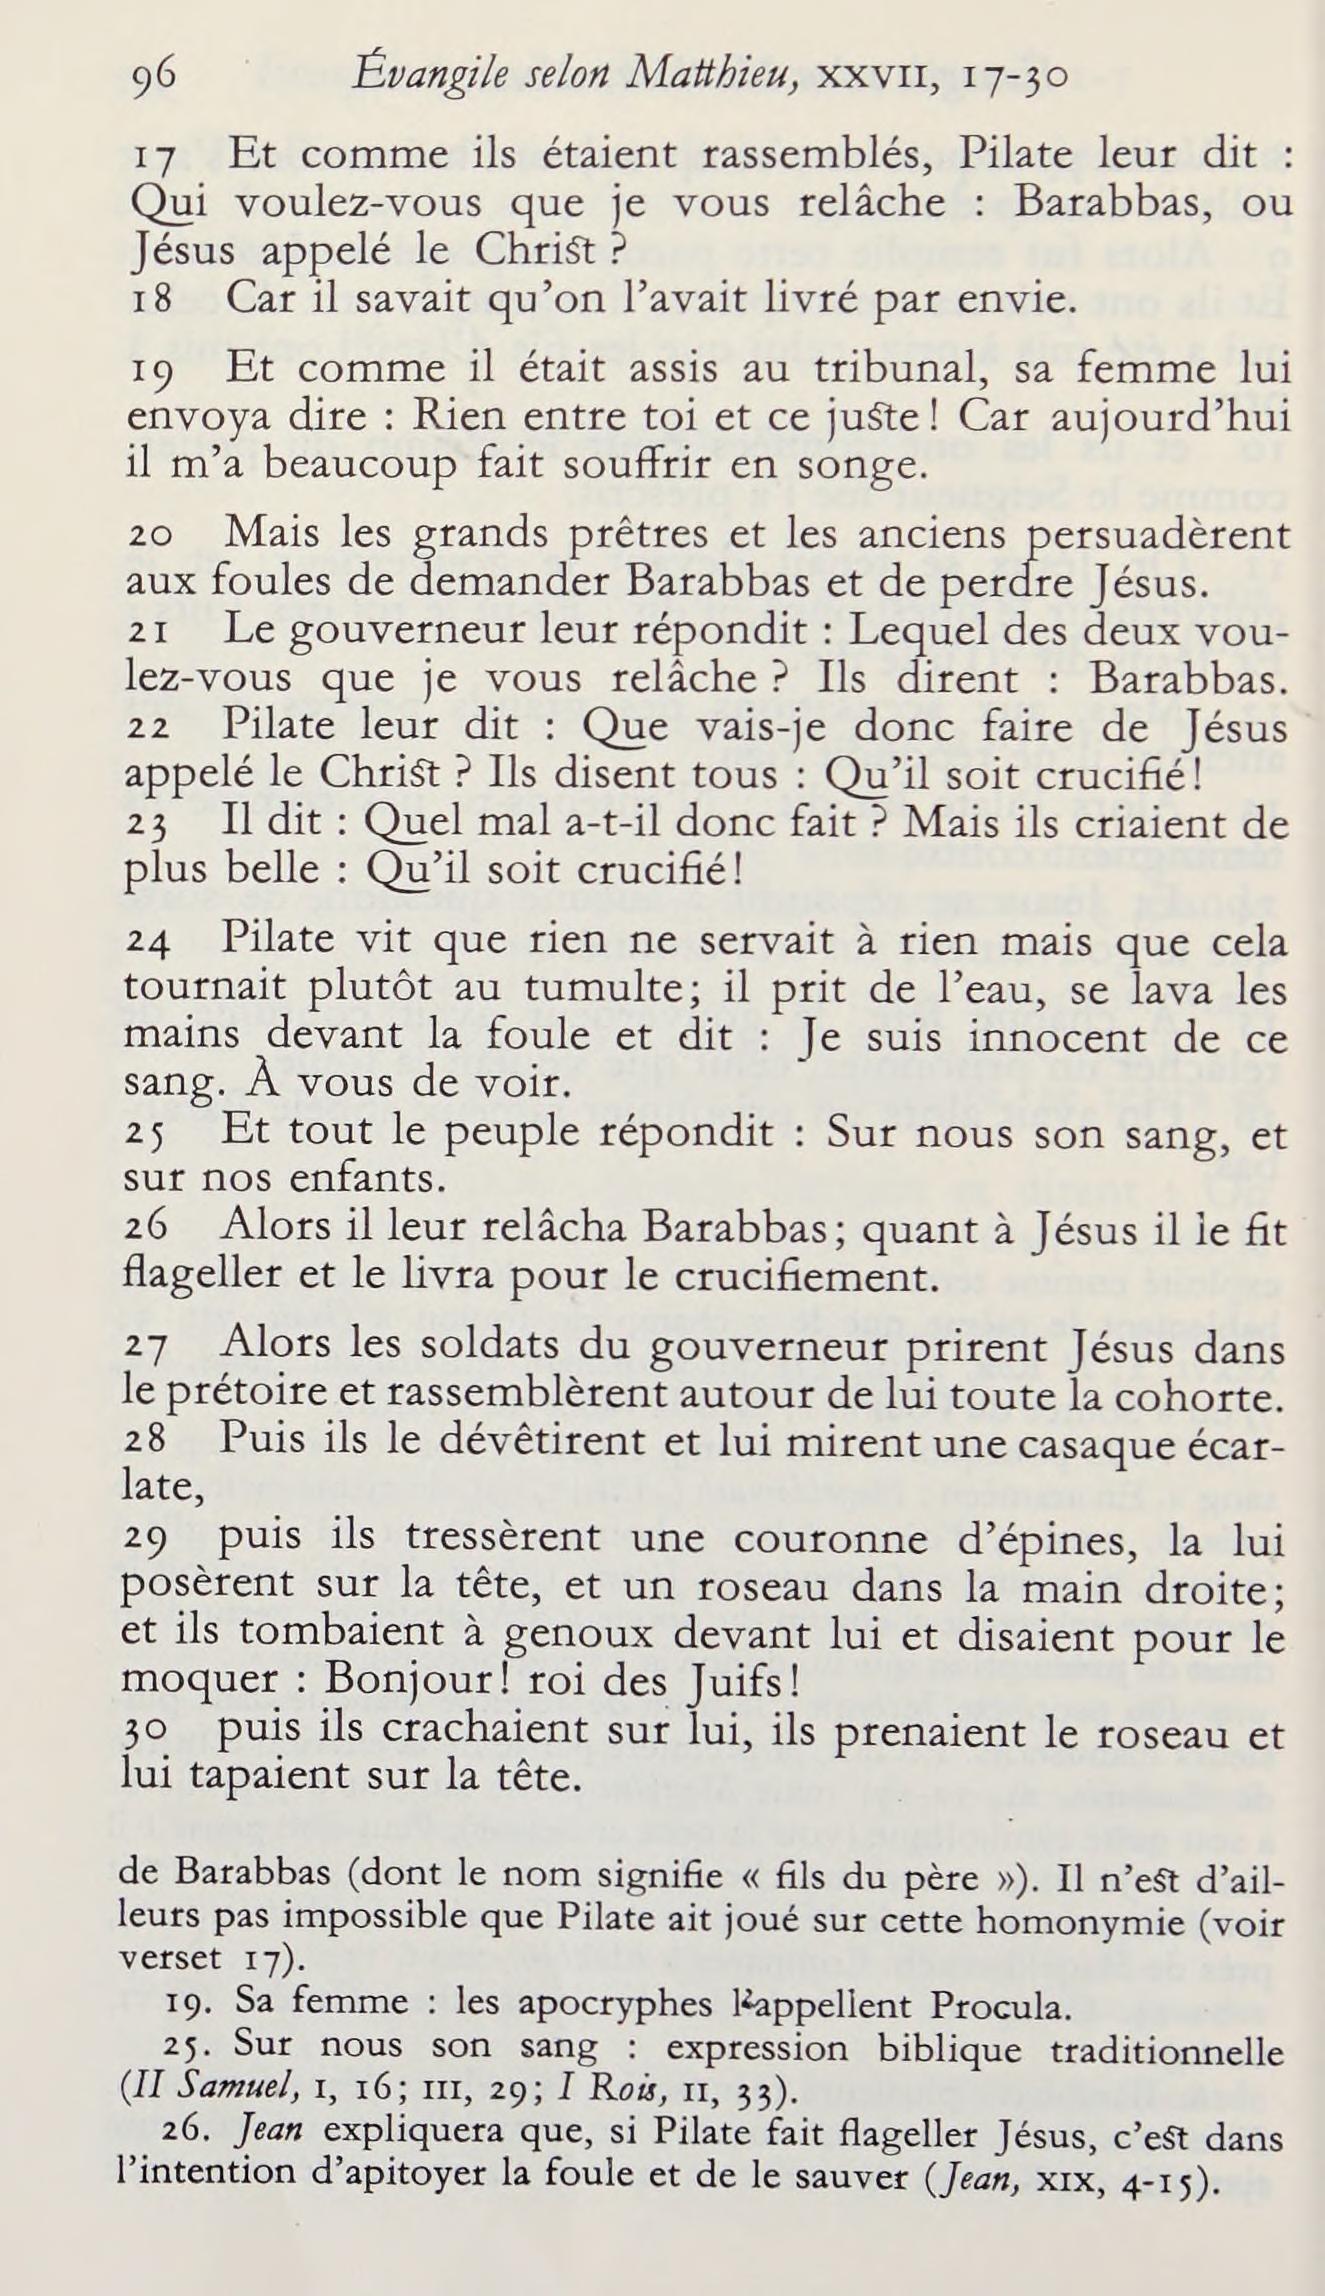 96 Évangile selon Matthieu, XXVII, 17-30
17 Et comme ils étaient rassemblés, Pilate leur dit :
Qui voulez-vous que je vous relâche : Barabbas, ou
Jésus appelé le Christ ?
18 Car il savait qu’on l’avait livré par envie.
19 Et comme il était assis au tribunal, sa femme lui
envoya dire : Rien entre toi et ce juste ! Car aujourd’hui
il m’a beaucoup fait souffrir en songe.
20 Mais les grands prêtres et les anciens persuadèrent
aux foules de demander Barabbas et de perdre Jésus.
21 Le gouverneur leur répondit : Lequel des deux vou-
lez-vous que je vous relâche ? Ils dirent : Barabbas.
22 Pilate leur dit : Que vais-je donc faire de Jésus
appelé le Christ ? Ils disent tous : Qu’il soit crucifié !
23 Il dit : Quel mal a-t-il donc fait ? Mais ils criaient de
plus belle : Qu’il soit crucifié !
24 Pilate vit que rien ne servait à rien mais que cela
tournait plutôt au tumulte ; il prit de l’eau, se lava les
mains devant la foule et dit : Je suis innocent de ce
sang. À vous de voir.
25 Et tout le peuple répondit : Sur nous son sang, et
sur nos enfants.
26 Alors il leur relâcha Barabbas ; quant à Jésus il le fit
flageller et le livra pour le crucifiement.
27 Alors les soldats du gouverneur prirent Jésus dans
le prétoire et rassemblèrent autour de lui toute la cohorte.
28 Puis ils le dévêtirent et lui mirent une casaque écar-
late,
29 puis ils tressèrent une couronne d’épines, la lui
posèrent sur la tête, et un roseau dans la main droite ;
et ils tombaient à genoux devant lui et disaient pour le
moquer : Bonjour ! roi des Juifs !
30 puis ils crachaient sur lui, ils prenaient le roseau et
lui tapaient sur la tête.
de Barabbas (dont le nom signifie « fils du père »). Il n’est d’ail-
leurs pas impossible que Pilate ait joué sur cette homonymie (voir
verset 17).
19. Sa femme : les apocryphes l’appellent Procula.
25. Sur nous son sang : expression biblique traditionnelle
(II Samuel, I, 16 ; III, 29 ; I Rois, II, 33).
26. Jean expliquera que, si Pilate fait flageller Jésus, c’est dans
l’intention d’apitoyer la foule et de le sauver (Jean, XIX, 4-15).